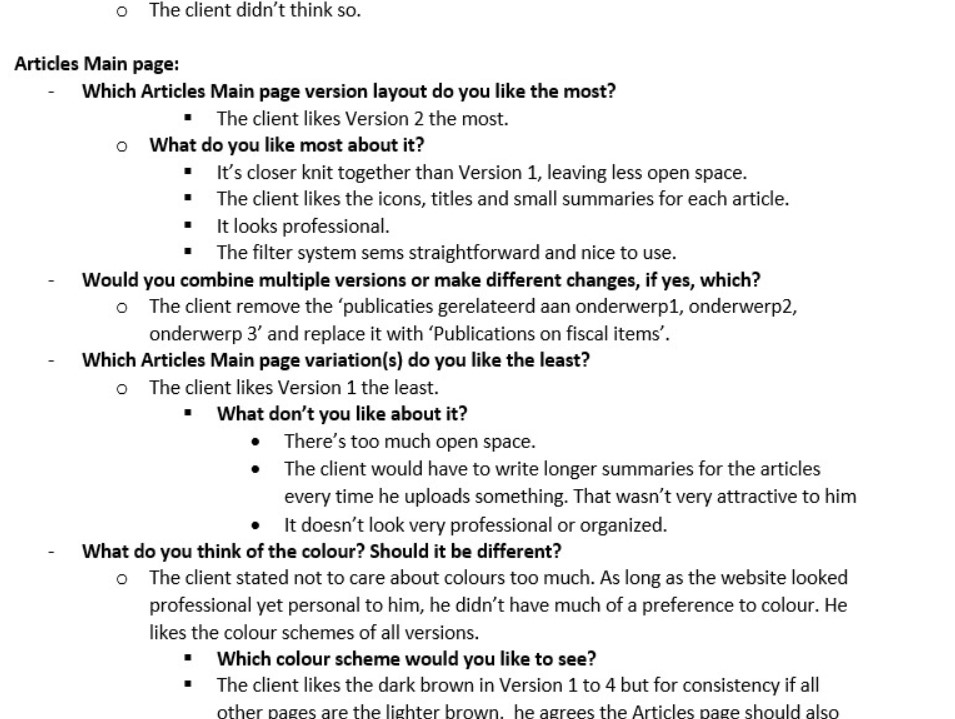 o The client didn't think so.
Articles Main page:
- Which Articles Main page version layout do you like the most?
▪ The client likes Version 2 the most.
o What do you like most about it?
▪ It's closer knit together than Version 1, leaving less open space.
▪ The client likes the icons, titles and small summaries for each article.
▪ It looks professional.
▪ The filter system sems straightforward and nice to use.
- Would you combine multiple versions or make different changes, if yes, which?
o The client remove the 'publicaties gerelateerd aan onderwerp1, onderwerp2,
onderwerp 3' and replace it with 'Publications on fiscal items'.
- Which Articles Main page variation(s) do you like the least?
o The client likes Version 1 the least.
▪ What don't you like about it?
• There's too much open space.
• The client would have to write longer summaries for the articles
every time he uploads something. That wasn't very attractive to him
• It doesn't look very professional or organized.
- What do you think of the colour? Should it be different?
o The client stated not to care about colours too much. As long as the website looked
professional yet personal to him, he didn't have much of a preference to colour. He
likes the colour schemes of all versions.
▪ Which colour scheme would you like to see?
▪ The client likes the dark brown in Version 1 to 4 but for consistency if all
other pages are the lighter brown, he agrees the Articles page should also